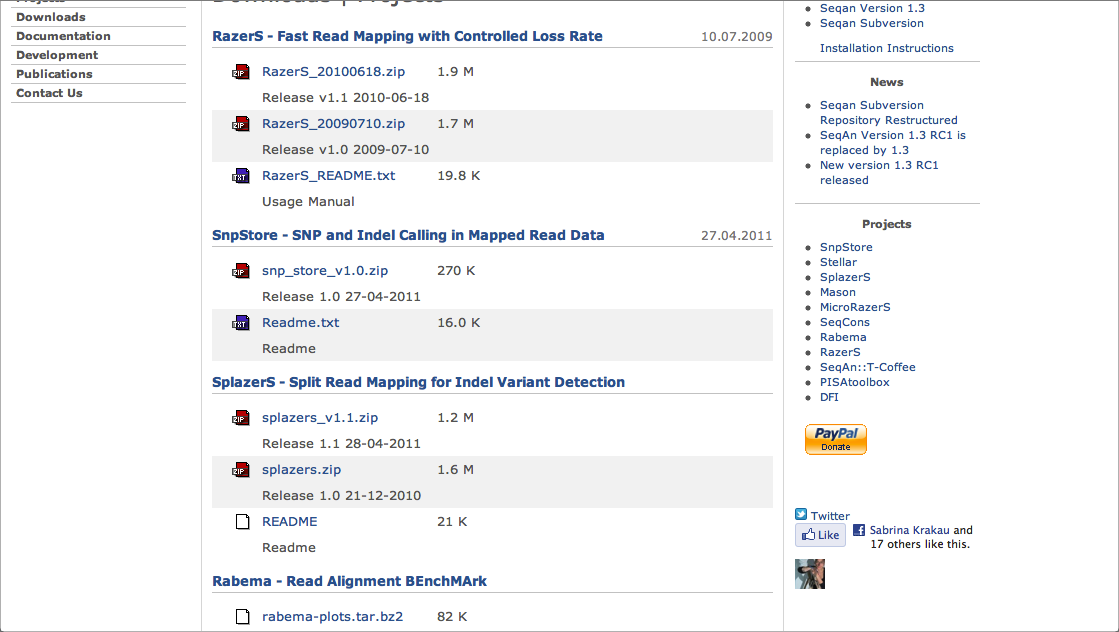 Projects
Downloads
Documentation
Development
Publications
Contact Us
Downloads | Projects
RazerS - Fast Read Mapping with Controlled Loss Rate 10.07.2009
ZIP RazerS_20100618.zip 1.9 M
Release v1.1 2010-06-18
ZIP RazerS_20090710.zip 1.7 M
Release v1.0 2009-07-10
TXT RazerS_README.txt 19.8 K
Usage Manual
SnpStore - SNP and Indel Calling in Mapped Read Data 27.04.2011
ZIP snp_store_v1.0.zip 270 K
Release 1.0 27-04-2011
TXT Readme.txt 16.0 K
Readme
SplazerS - Split Read Mapping for Indel Variant Detection
ZIP splazers_v1.1.zip 1.2 M
Release 1.1 28-04-2011
ZIP splazers.zip 1.6 M
Release 1.0 21-12-2010
README 21 K
Readme
Rabema - Read Alignment BEnchMArk
rabema-plots.tar.bz2 82 K
Seqan Version 1.3
Seqan Subversion
Installation Instructions
News
Seqan Subversion
Repository Restructured
SeqAn Version 1.3 RC1 is
replaced by 1.3
New version 1.3 RC1
released
Projects
SnpStore
Stellar
SplazerS
Mason
MicroRazerS
SeqCons
Rabema
RazerS
SeqAn::T-Coffee
PISAtoolbox
DFI
PayPal
Donate
Twitter
Like
f Sabrina Krakau and
17 others like this.